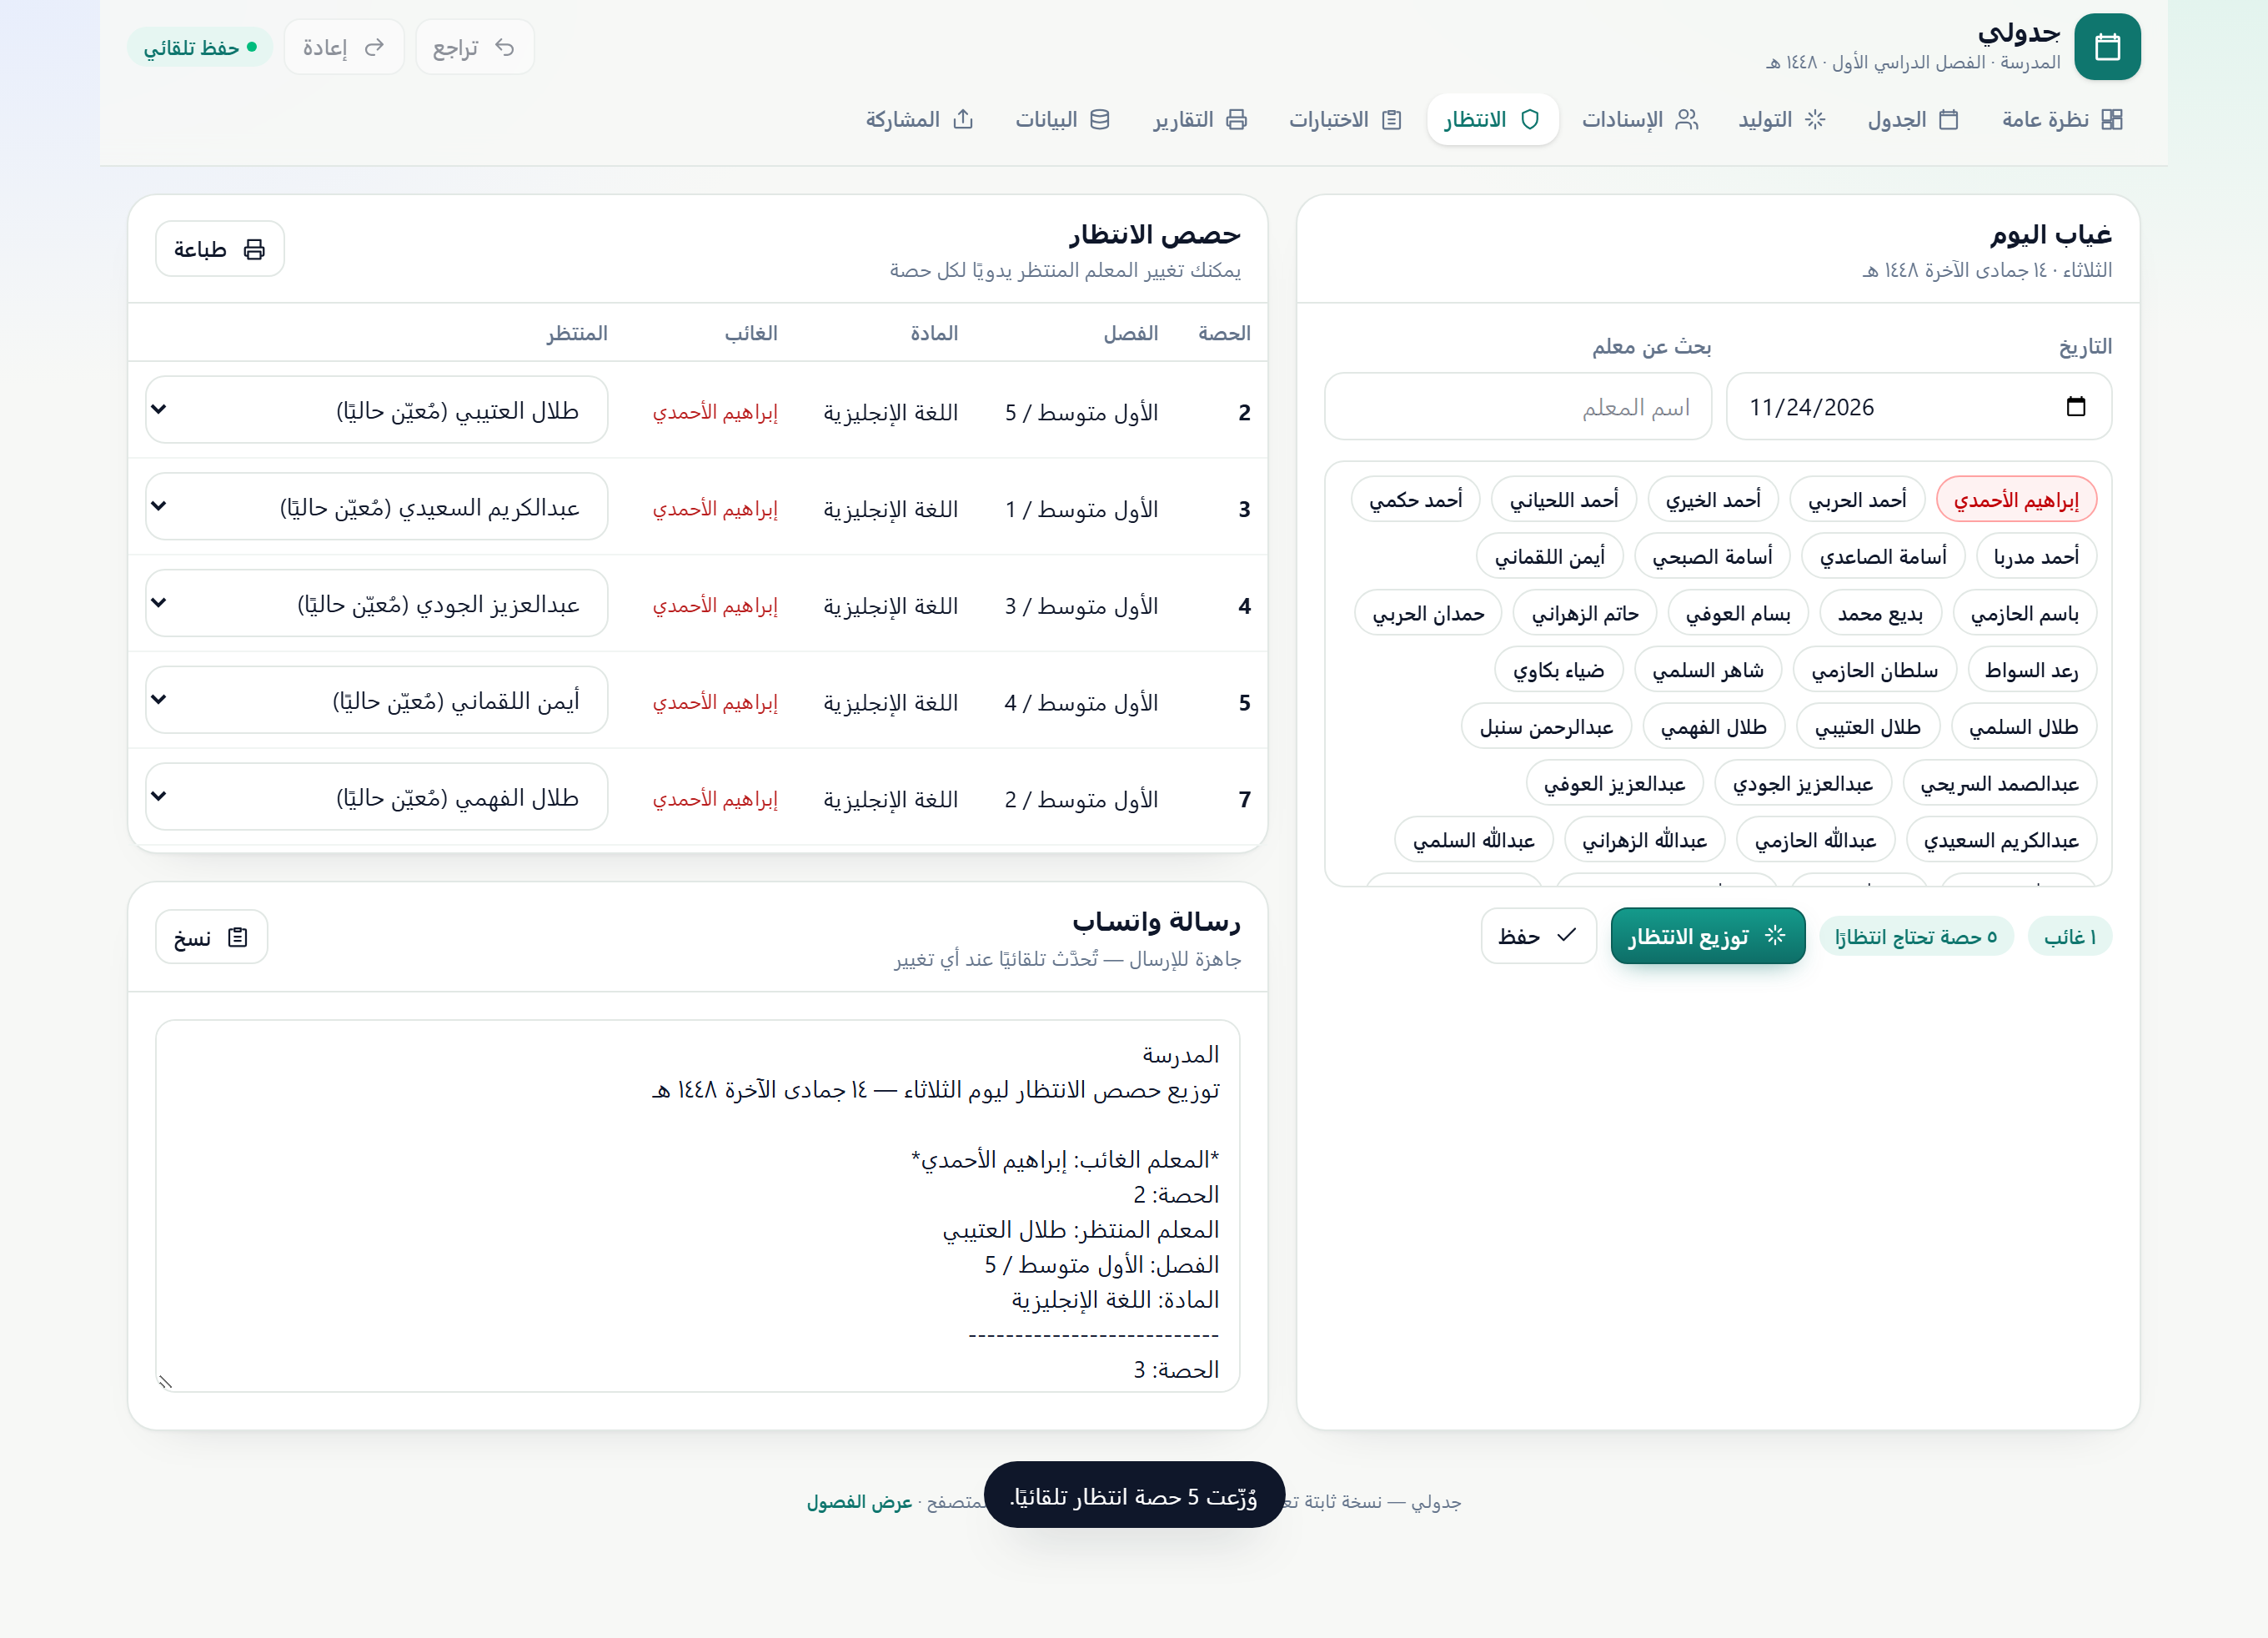 جدولي
المدرسة · الفصل الدراسي الأول · ١٤٤٨ هـ
تراجع
إعادة
حفظ تلقائي
نظرة عامة
الجدول
التوليد
الإسنادات
الانتظار
الاختبارات
التقارير
البيانات
المشاركة
غياب اليوم
الثلاثاء · ١٤ جمادى الآخرة ١٤٤٨ هـ
التاريخ
بحث عن معلم
11/24/2026
اسم المعلم
إبراهيم الأحمدي
أحمد الحربي
أحمد الخيري
أحمد اللحياني
أحمد حكمي
أحمد مدربا
أسامة الصاعدي
أسامة الصبحي
أيمن اللقماني
باسم الحازمي
بديع محمد
بسام العوفي
حاتم الزهراني
حمدان الحربي
رعد السواط
سلطان الحازمي
شاهر السلمي
ضياء بكاوي
طلال السلمي
طلال العتيبي
طلال الفهمي
عبدالرحمن سنبل
عبدالصمد السريحي
عبدالعزيز الجودي
عبدالعزيز العوفي
عبدالكريم السعيدي
عبدالله الحازمي
عبدالله الزهراني
عبدالله السلمي
١ غائب
٥ حصة تحتاج انتظارًا
توزيع الانتظار
حفظ
حصص الانتظار
يمكنك تغيير المعلم المنتظر يدويًا لكل حصة
طباعة
الحصة الفصل المادة الغائب المنتظر
2 الأول متوسط / 5 اللغة الإنجليزية إبراهيم الأحمدي طلال العتيبي (مُعيّن حاليًا)
3 الأول متوسط / 1 اللغة الإنجليزية إبراهيم الأحمدي عبدالكريم السعيدي (مُعيّن حاليًا)
4 الأول متوسط / 3 اللغة الإنجليزية إبراهيم الأحمدي عبدالعزيز الجودي (مُعيّن حاليًا)
5 الأول متوسط / 4 اللغة الإنجليزية إبراهيم الأحمدي أيمن اللقماني (مُعيّن حاليًا)
7 الأول متوسط / 2 اللغة الإنجليزية إبراهيم الأحمدي طلال الفهمي (مُعيّن حاليًا)
رسالة واتساب
جاهزة للإرسال — تُحدَّث تلقائيًا عند أي تغيير
نسخ
المدرسة
توزيع حصص الانتظار ليوم الثلاثاء — ١٤ جمادى الآخرة ١٤٤٨ هـ
*المعلم الغائب: إبراهيم الأحمدي*
الحصة: 2
المعلم المنتظر: طلال العتيبي
الفصل: الأول متوسط / 5
المادة: اللغة الإنجليزية
---------------------------
الحصة: 3
جدولي — نسخة ثابتة
لمتصفح · عرض الفصول
وُزّعت 5 حصة انتظار تلقائيًا.